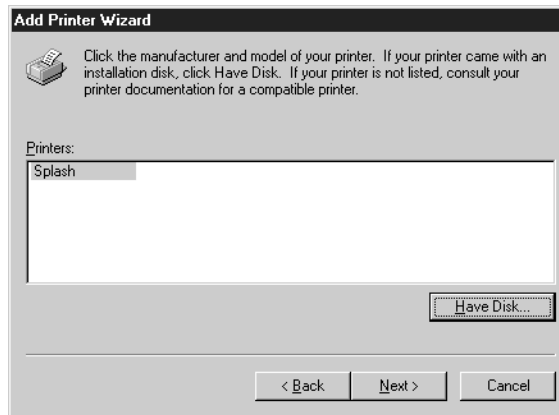 Add Printer Wizard
Click the manufacturer and model of your printer. If your printer came with an
installation disk, click Have Disk. If your printer is not listed, consult your
printer documentation for a compatible printer.
Printers:
Splash
Have Disk...
< Back
Next >
Cancel